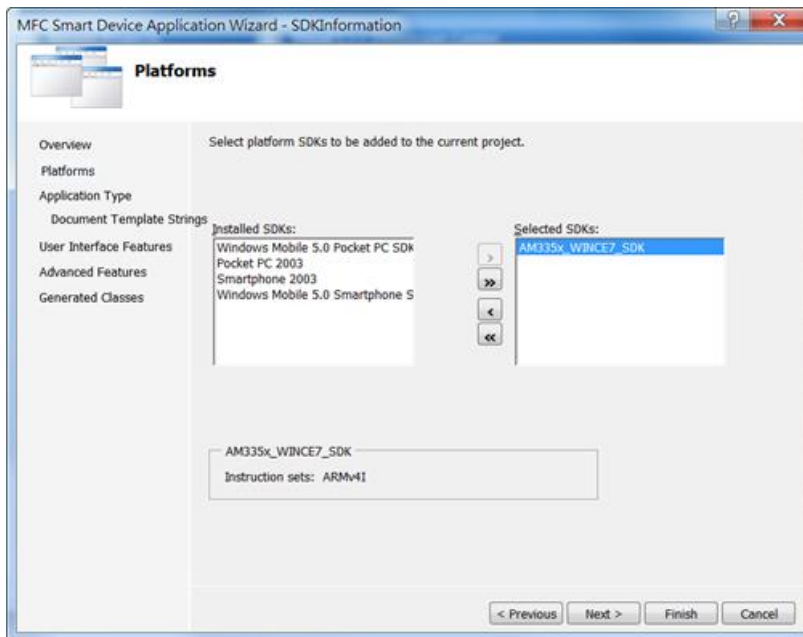 MFC Smart Device Application Wizard - SDKInformation
Platforms
Overview
Platforms
Application Type
Document Template Strings
User Interface Features
Advanced Features
Generated Classes
Select platform SDKs to be added to the current project.
Installed SDKs:
Windows Mobile 5.0 Pocket PC SDK
Pocket PC 2003
Smartphone 2003
Windows Mobile 5.0 Smartphone S
>
»
<
«
Selected SDKs:
AM335x_WINCE7_SDK
AM335x_WINCE7_SDK
Instruction sets: ARMv4I
< Previous Next > Finish Cancel